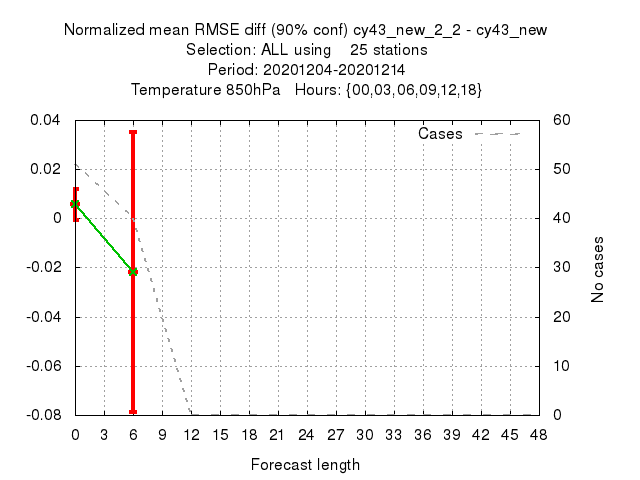 Normalized mean RMSE diff (90% conf) cy43_new_2_2 - cy43_new
Selection: ALL using 25 stations
Period: 20201204-20201214
Temperature 850hPa Hours: {00,03,06,09,12,18}
0.04
0.02
0
-0.02
-0.04
-0.06
-0.08
Cases
60
50
40
30
20
10
0
No cases
0 3 6 9 12 15 18 21 24 27 30 33 36 39 42 45 48
Forecast length